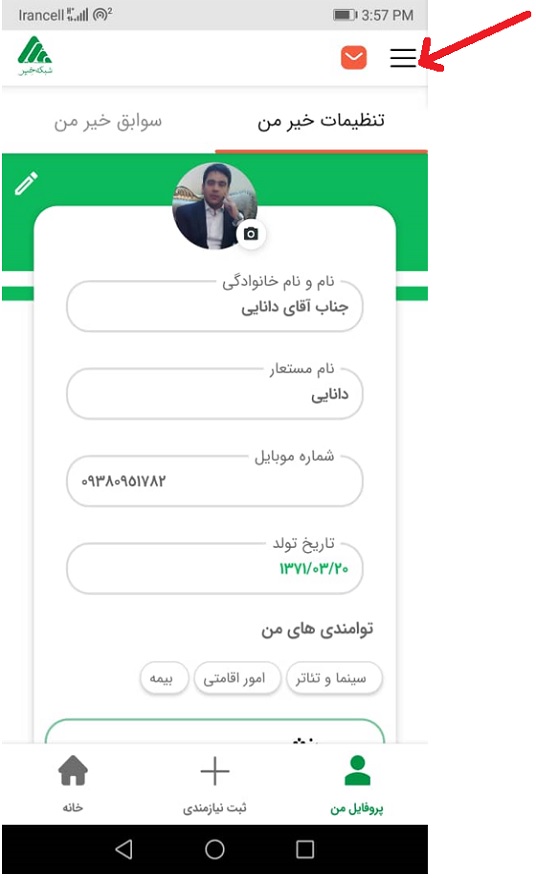 Irancell 3:57 PM
شبکه خیر
تنظیمات خیر من
سوابق خیر من
نام و نام خانوادگی
جناب آقای دانایی
نام مستعار
دانایی
شماره موبایل
۰۹۳۸۰۹۵۱۷۸۲
تاریخ تولد
۱۳۷۱/۰۳/۲۰
توامندی های من
سینما و تئاتر
امور اقامتی
بیمه
پروفایل من
ثبت نیازمندی
خانه